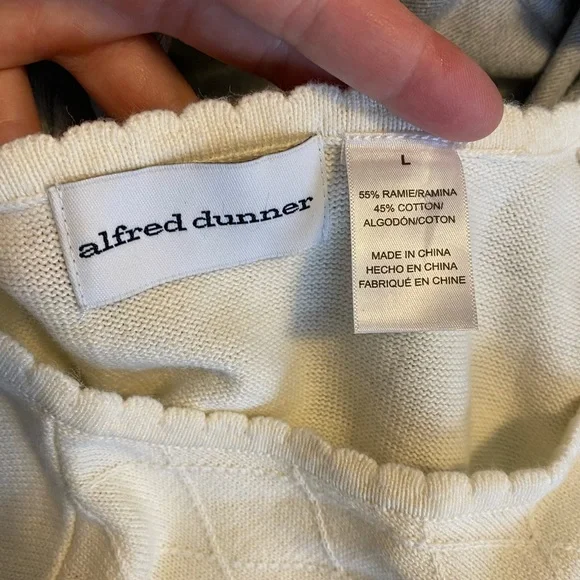 alfred dunner
L
55% RAMIE/RAMINA
45% COTTON/
ALGODÓN/COTON
MADE IN CHINA
HECHO EN CHINA
FABRIQUÉ EN CHINE